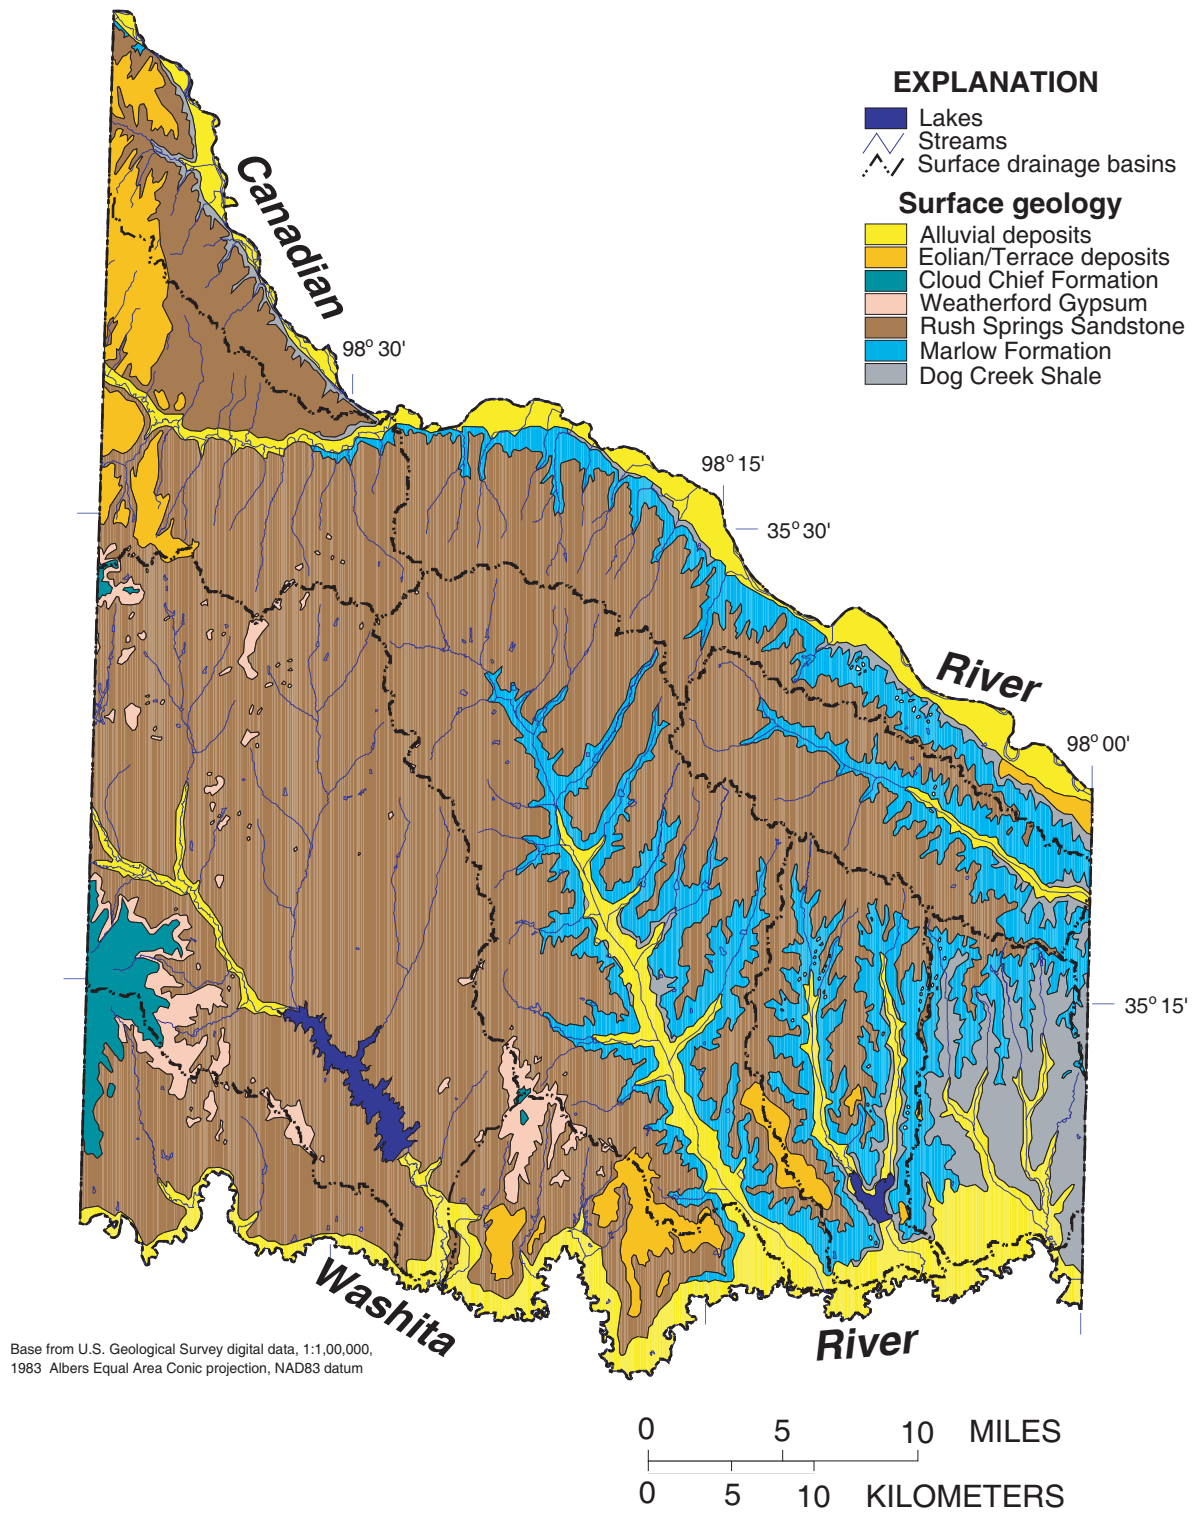 EXPLANATION
Lakes
Streams
Surface drainage basins
Surface geology
Alluvial deposits
Eolian/Terrace deposits
Cloud Chief Formation
Weatherford Gypsum
Rush Springs Sandstone
Marlow Formation
Dog Creek Shale
Canadian
98° 30'
98° 15'
35° 30'
River
98° 00'
35° 15'
Washita
River
Base from U.S. Geological Survey digital data, 1:1,00,000,
1983 Albers Equal Area Conic projection, NAD83 datum
0 5 10 MILES
0 5 10 KILOMETERS